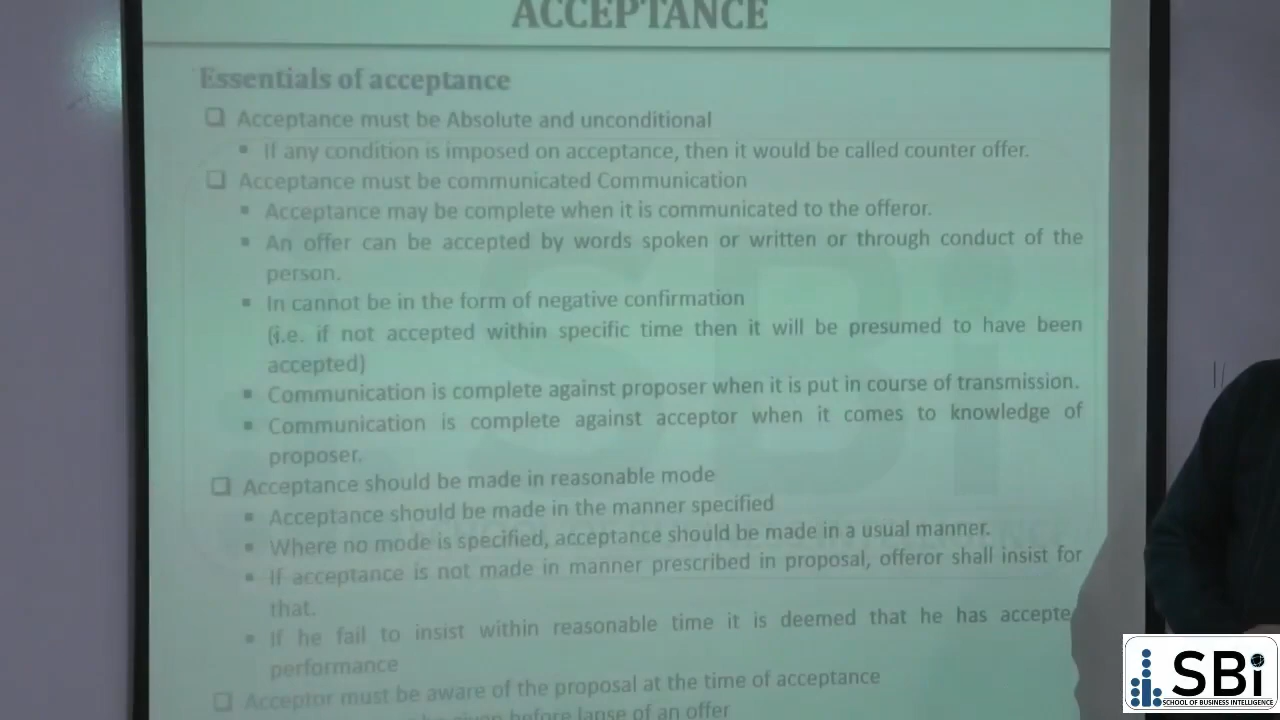 ACCEPTANCE
Essentials of acceptance
Acceptance must be Absolute and unconditional
If any condition is imposed on acceptance, then it would be called counter offer.
Acceptance must be communicated Communication
Acceptance may be complete when it is communicated to the offeror.
An offer can be accepted by words spoken or written or through conduct of the
person.
In cannot be in the form of negative confirmation
(i.e. if not accepted within specific time then it will be presumed to have been
accepted)
Communication is complete against proposer when it is put in course of transmission.
Communication is complete against acceptor when it comes to knowledge of
proposer.
Acceptance should be made in reasonable mode
Acceptance should be made in the manner specified
Where no mode is specified, acceptance should be made in a usual manner.
If acceptance is not made in manner prescribed in proposal, offeror shall insist for
that.
If he fail to insist within reasonable time it is deemed that he has accepte
performance
Acceptor must be aware of the proposal at the time of acceptance
given before lapse of an offer
SBi
SBi
SCHOOL OF BUSINESS INTELLIGENCE